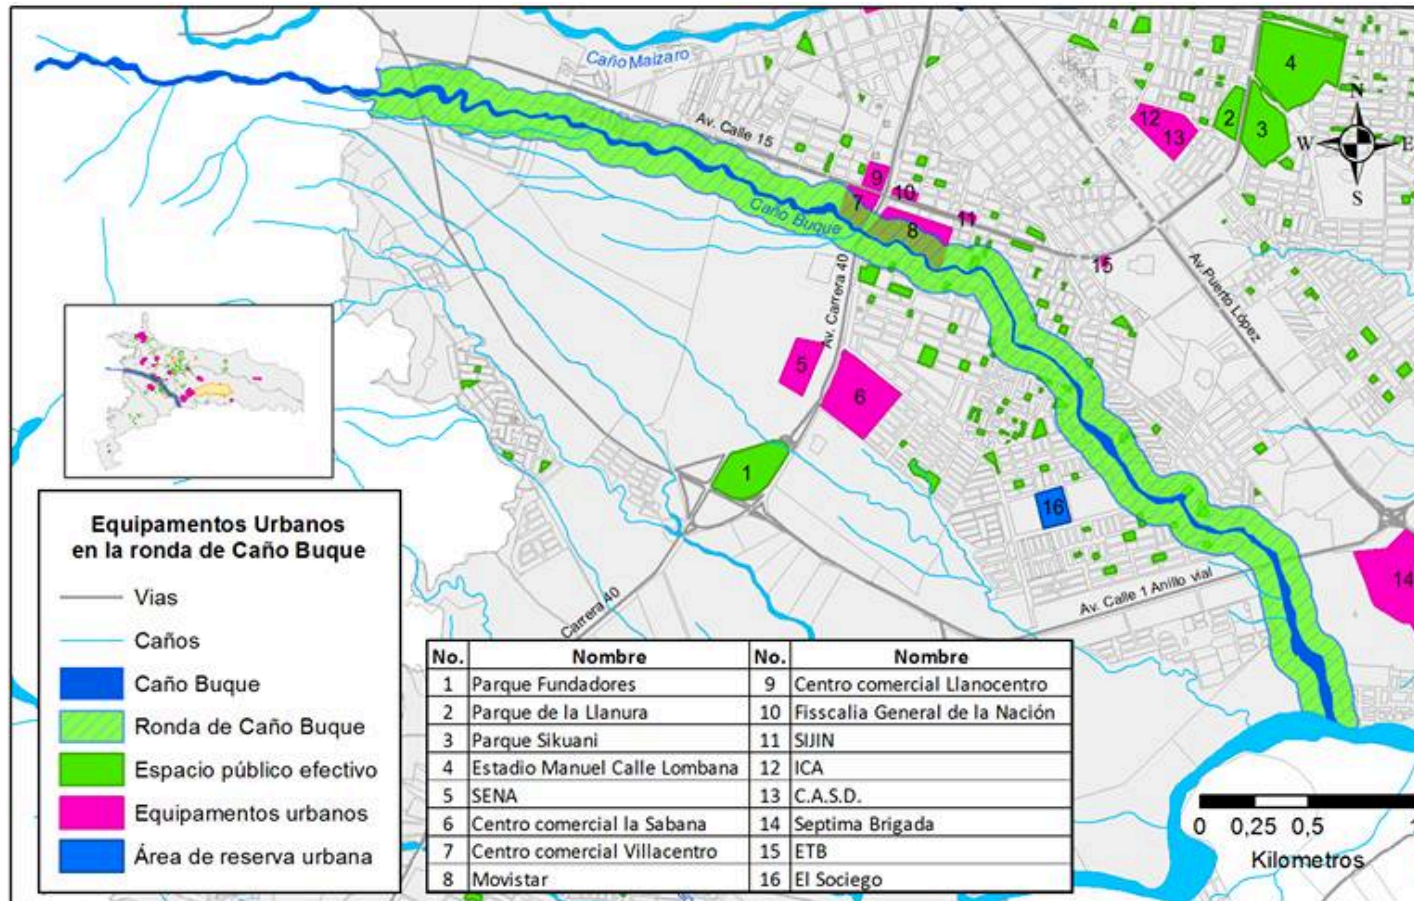 Caño Maizaro
Av. Calle 15
Caño Buque
Av. Carrera 40
Av. Puerto López
Av. Calle 1 Anillo vial
Carrera 40
4
2
3
12
13
9
10
7
8
11
15
5
6
1
16
14
N
W
E
S
Equipamentos Urbanos
en la ronda de Caño Buque
Vias
Caños
Caño Buque
Ronda de Caño Buque
Espacio público efectivo
Equipamentos urbanos
Área de reserva urbana
No. Nombre No. Nombre
1 Parque Fundadores 9 Centro comercial Llanocentro
2 Parque de la Llanura 10 Fisscalia General de la Nación
3 Parque Sikuani 11 SIJIN
4 Estadio Manuel Calle Lombana 12 ICA
5 SENA 13 C.A.S.D.
6 Centro comercial la Sabana 14 Septima Brigada
7 Centro comercial Villacentro 15 ETB
8 Movistar 16 El Sociego
0 0,25 0,5
Kilometros